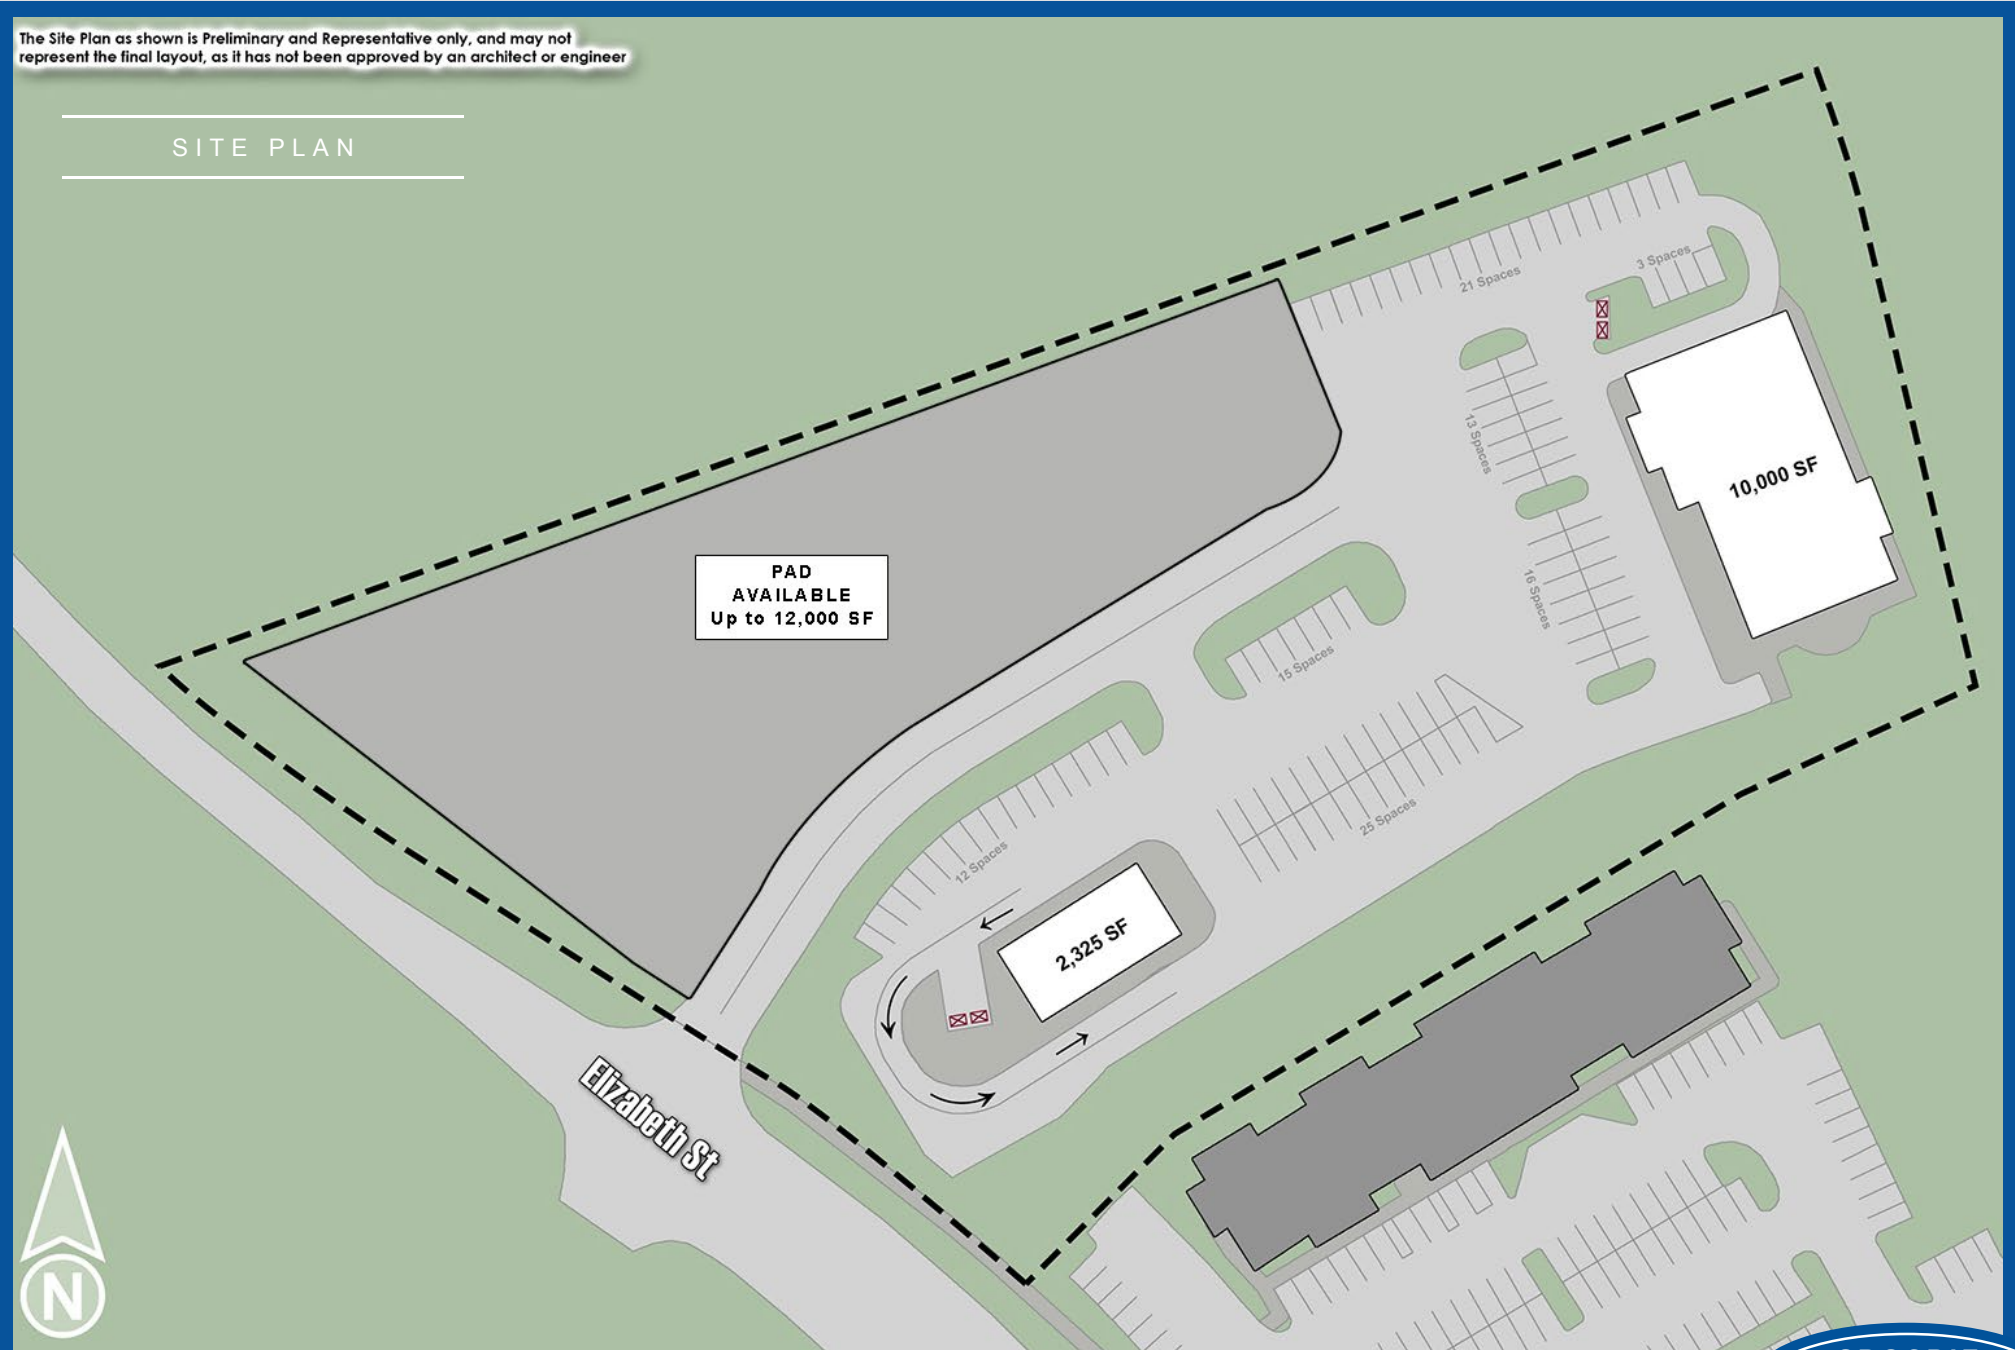 The Site Plan as shown is Preliminary and Representative only, and may not
represent the final layout, as it has not been approved by an architect or engineer
SITE PLAN
21 Spaces
3 Spaces
13 Spaces
10,000 SF
PAD
AVAILABLE
Up to 12,000 SF
16 Spaces
15 Spaces
25 Spaces
12 Spaces
2,325 SF
Elizabeth St
N